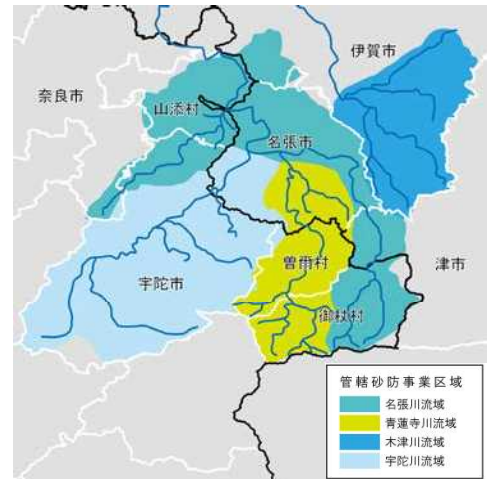 伊賀市
奈良市
山添村
名張市
津市
曽爾村
宇陀市
御杖村
管轄砂防事業区域
名張川流域
青蓮寺川流域
木津川流域
宇陀川流域